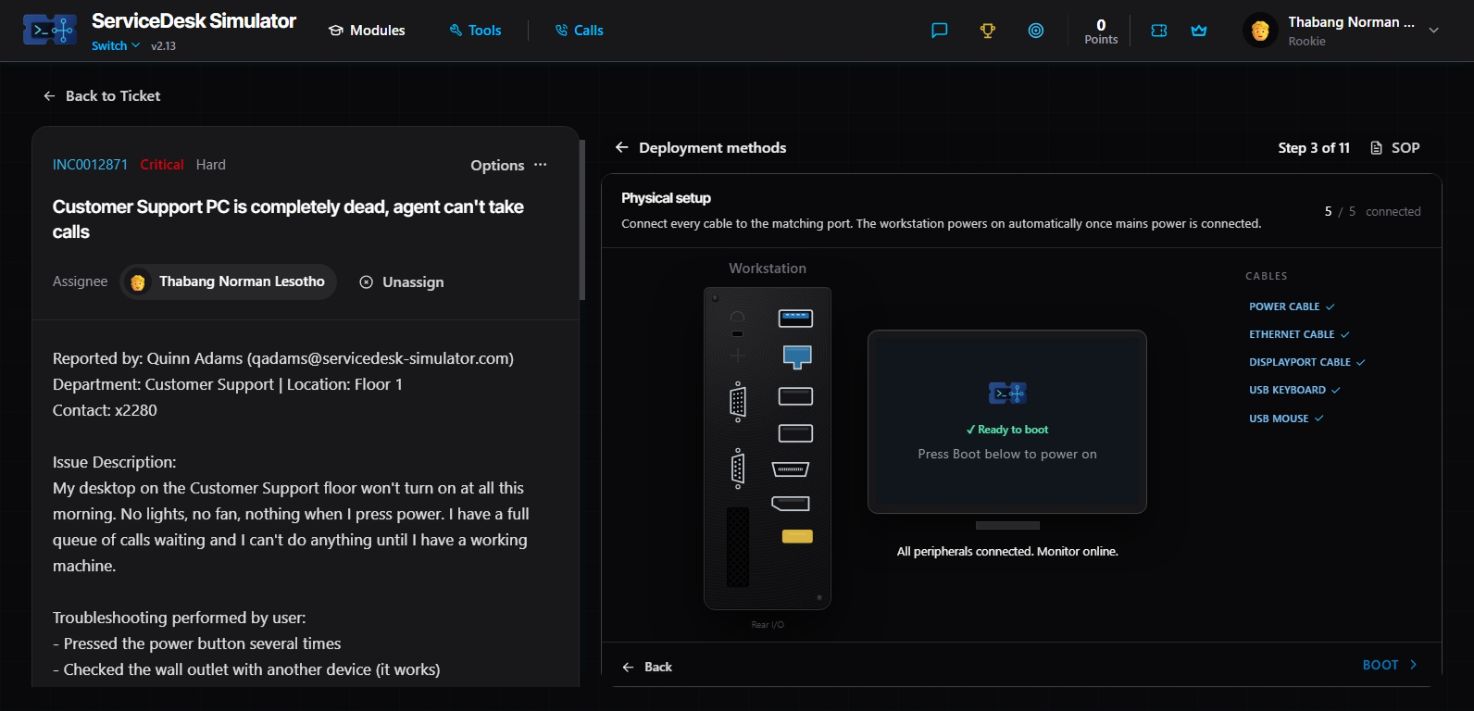 ServiceDesk Simulator
Switch v2.13
Modules
Tools
Calls
0
Points
Thabang Norman ...
Rookie
Back to Ticket
INC0012871 Critical Hard
Options ...
Customer Support PC is completely dead, agent can't take
calls
Assignee Thabang Norman Lesotho Unassign
Reported by: Quinn Adams (qadams@servicedesk-simulator.com)
Department: Customer Support | Location: Floor 1
Contact: x2280
Issue Description:
My desktop on the Customer Support floor won't turn on at all this
morning. No lights, no fan, nothing when I press power. I have a full
queue of calls waiting and I can't do anything until I have a working
machine.
Troubleshooting performed by user:
- Pressed the power button several times
- Checked the wall outlet with another device (it works)
Deployment methods
Step 3 of 11 SOP
Physical setup
Connect every cable to the matching port. The workstation powers on automatically once mains power is connected.
5 / 5 connected
Workstation
Rear I/O
✓ Ready to boot
Press Boot below to power on
All peripherals connected. Monitor online.
CABLES
POWER CABLE ✓
ETHERNET CABLE ✓
DISPLAYPORT CABLE ✓
USB KEYBOARD ✓
USB MOUSE ✓
Back
BOOT